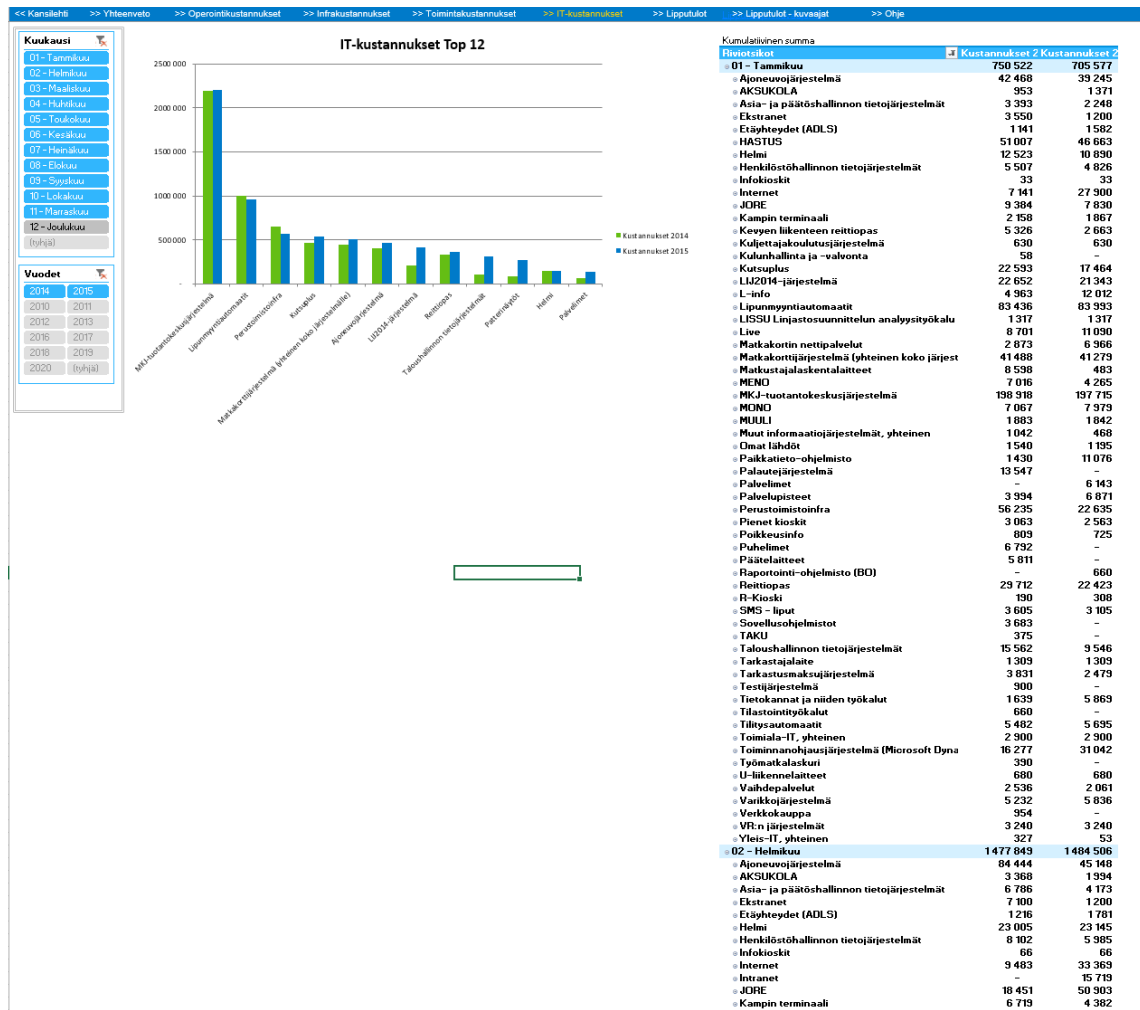 << Kansilehti >> Yhteenveto >> Operointikustannukset >> Infrakustannukset >> Toimintakustannukset >> IT-kustannukset >> Lipputulot >> Lipputulot - kuvaajat >> Ohje
Kuukausi
01 - Tammikuu
02 - Helmikuu
03 - Maaliskuu
04 - Huhtikuu
05 - Toukokuu
06 - Kesäkuu
07 - Heinäkuu
08 - Elokuu
09 - Syyskuu
10 - Lokakuu
11 - Marraskuu
12 - Joulukuu
(tyhjä)
Vuodet
2014 2015
2010 2011
2012 2013
2016 2017
2018 2019
2020 (tyhjä)
IT-kustannukset Top 12
2500 000
2000 000
1500 000
1000 000
500 000
-
MKJ-tuotantokeskusjärjestelmä
Lipunmyyntiautomaatit
Perustoimistoinfra
Kutsuplus
Matkakorttijärjestelmä (yhteinen koko järjestelmälle)
Ajoneuvojärjestelmä
LIJ2014-järjestelmä
Reittiopas
Taloushallinnon tietojärjestelmät
Patterinäytöt
Helmi
Palvelimet
Kustannukset 2014
Kustannukset 2015
Kumulatiivinen summa
Riviotsikot Kustannukset 2 Kustannukset 2
01 - Tammikuu 750 522 705 577
Ajoneuvojärjestelmä 42 468 39 245
AKSUKOLA 953 1 371
Asia- ja päätöshallinnon tietojärjestelmät 3 393 2 248
Ekstranet 3 550 1 200
Etäyhteydet (ADLS) 1 141 1 582
HASTUS 51 007 46 663
Helmi 12 523 10 890
Henkilöstöhallinnon tietojärjestelmät 5 507 4 826
Infokioskit 33 33
Internet 7 141 27 900
JORE 9 384 7 830
Kampin terminaali 2 158 1 867
Kevyen liikenteen reittiopas 5 326 2 663
Kuljettajakoulutusjärjestelmä 630 630
Kulunhallinta ja -valvonta 58 -
Kutsuplus 22 593 17 464
LIJ2014-järjestelmä 22 652 21 343
L-info 4 963 12 012
Lipunmyyntiautomaatit 83 436 83 993
LISSU Linjastosuunnittelun analyysityökalu 1 317 1 317
Live 8 701 11 090
Matkakortin nettipalvelut 2 873 6 966
Matkakorttijärjestelmä (yhteinen koko järjest 41 488 41 279
Matkustajalaskentalaitteet 8 598 483
MENO 7 016 4 265
MKJ-tuotantokeskusjärjestelmä 198 918 197 715
MONO 7 067 7 979
MUULI 1 883 1 842
Muut informaatiojärjestelmät, yhteinen 1 042 468
Omat lähdöt 1 540 1 195
Paikkatieto-ohjelmisto 1 430 11 076
Palautejärjestelmä 13 547 -
Palvelimet - 6 143
Palvelupisteet 3 994 6 871
Perustoimistoinfra 56 235 22 635
Pienet kioskit 3 063 2 563
Poikkeusinfo 809 725
Puhelimet 6 792 -
Päätelaitteet 5 811 -
Raportointi-ohjelmisto (BO) - 660
Reittiopas 29 712 22 423
R-Kioski 190 308
SMS - liput 3 605 3 105
Sovellusohjelmistot 3 683 -
TAKU 375 -
Taloushallinnon tietojärjestelmät 15 562 9 546
Tarkastajalaite 1 309 1 309
Tarkastusmaksujärjestelmä 3 831 2 479
Testijärjestelmä 900 -
Tietokannat ja niiden työkalut 1 639 5 869
Tilastointityökalut 660 -
Tilitysautomaatit 5 482 5 695
Toimiala-IT, yhteinen 2 900 2 900
Toiminnanohjausjärjestelmä (Microsoft Dyna 16 277 31 042
Työmatkalaskuri 390 -
U-liikennelaitteet 680 680
Vaihdepalvelut 2 536 2 061
Varikkojärjestelmä 5 232 5 836
Verkkokauppa 954 -
VR:n järjestelmät 3 240 3 240
Yleis-IT, yhteinen 327 53
02 - Helmikuu 1 477 849 1 484 506
Ajoneuvojärjestelmä 84 444 45 148
AKSUKOLA 3 368 1 994
Asia- ja päätöshallinnon tietojärjestelmät 6 786 4 173
Ekstranet 7 100 1 200
Etäyhteydet (ADLS) 1 216 1 781
Helmi 23 005 23 145
Henkilöstöhallinnon tietojärjestelmät 8 102 5 985
Infokioskit 66 66
Internet 9 483 33 369
Intranet - 15 719
JORE 18 451 50 903
Kampin terminaali 6 719 4 382